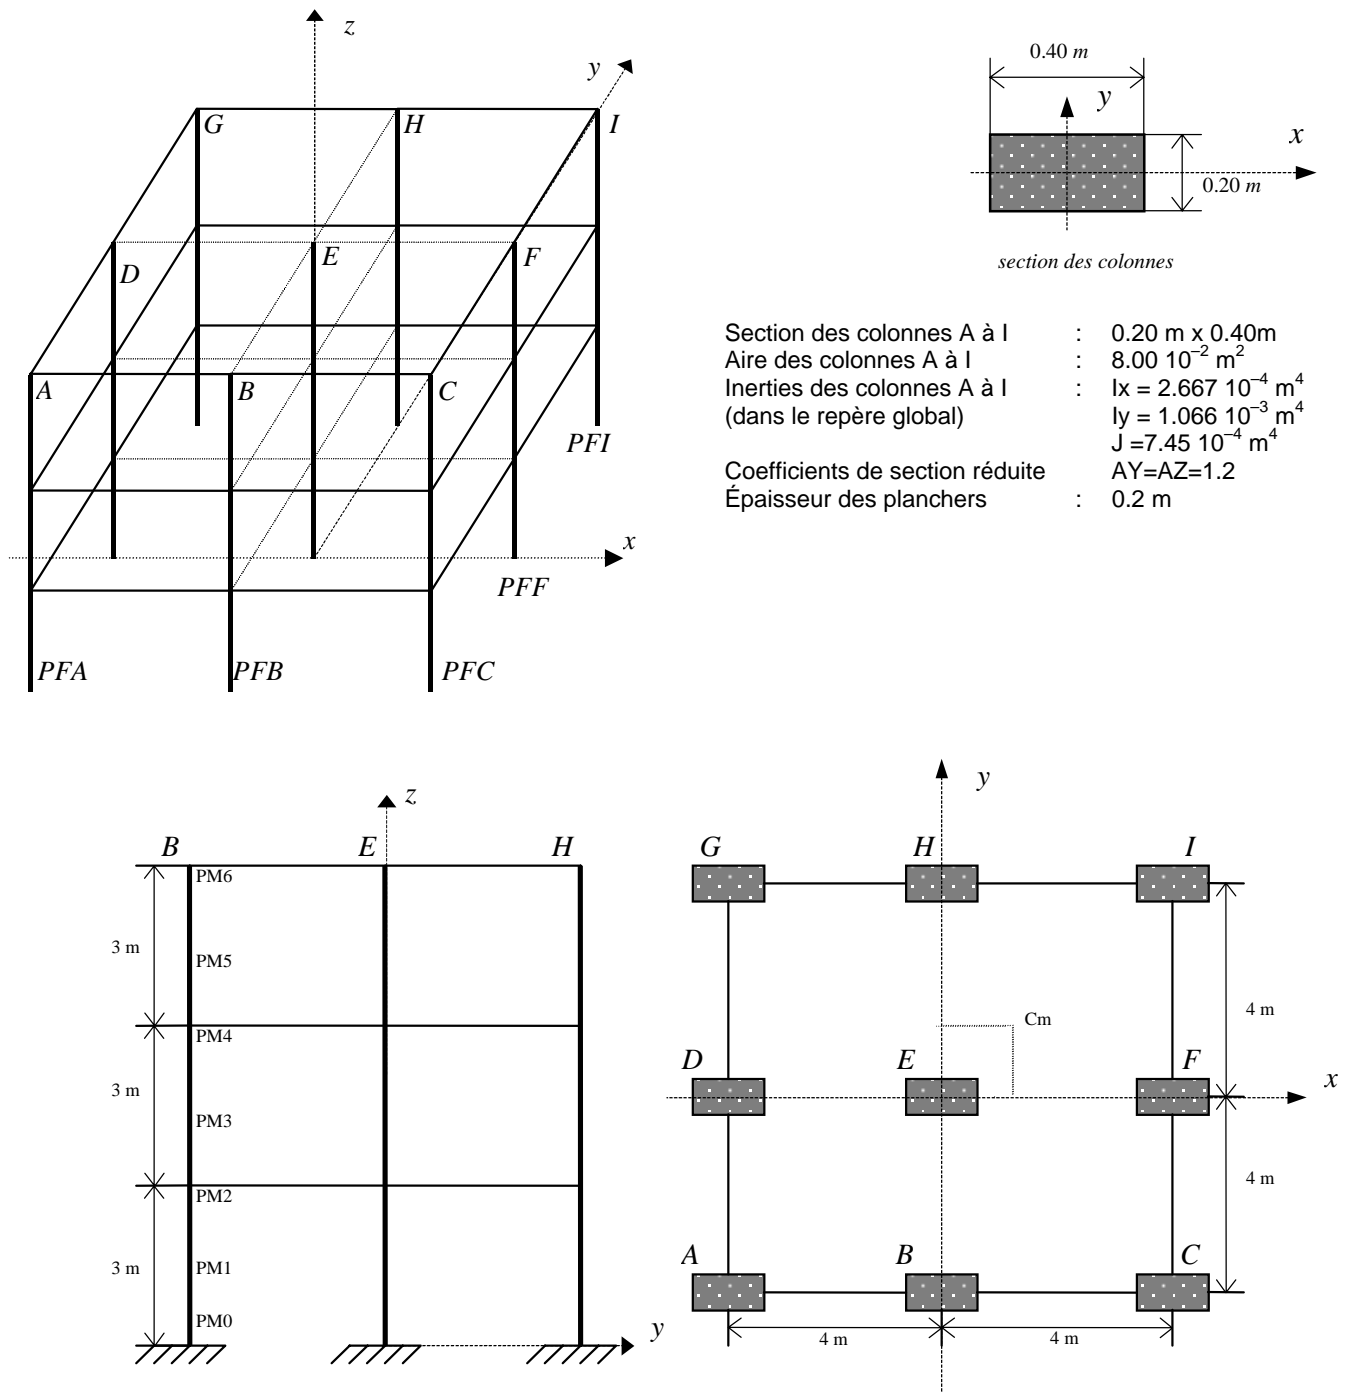 z
y
G
H
I
D
E
F
A
B
C
PFI
x
PFF
PFA
PFB
PFC
0.40 m
y
x
0.20 m
section des colonnes
Section des colonnes A à I : 0.20 m x 0.40m
Aire des colonnes A à I : 8.00 10⁻² m²
Inerties des colonnes A à I : Ix = 2.667 10⁻⁴ m⁴
(dans le repère global) Iy = 1.066 10⁻³ m⁴
J =7.45 10⁻⁴ m⁴
Coefficients de section réduite AY=AZ=1.2
Épaisseur des planchers : 0.2 m
z
B
E
H
PM6
3 m
PM5
PM4
3 m
PM3
PM2
3 m
PM1
PM0
y
y
G
H
I
4 m
Cm
D
E
F
x
4 m
A
B
C
4 m
4 m